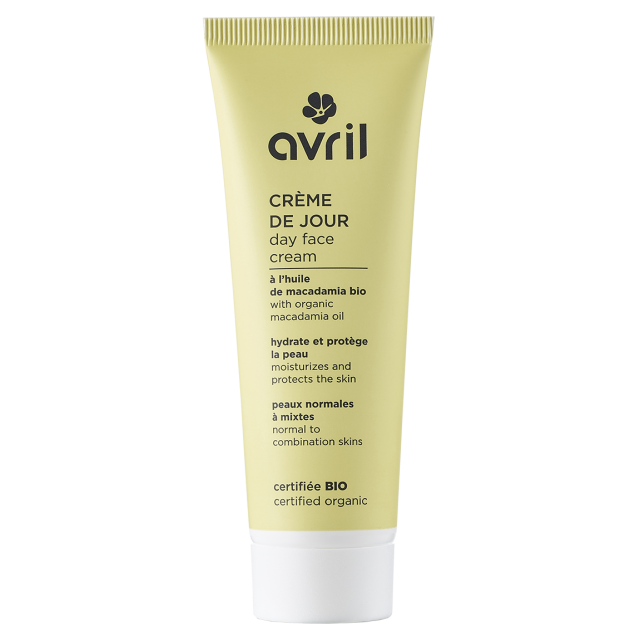 avril
CRÈME
DE JOUR
day face
cream
à l'huile
de macadamia bio
with organic
macadamia oil
hydrate et protège
la peau
moisturizes and
protects the skin
peaux normales
à mixtes
normal to
combination skins
certifiée BIO
certified organic